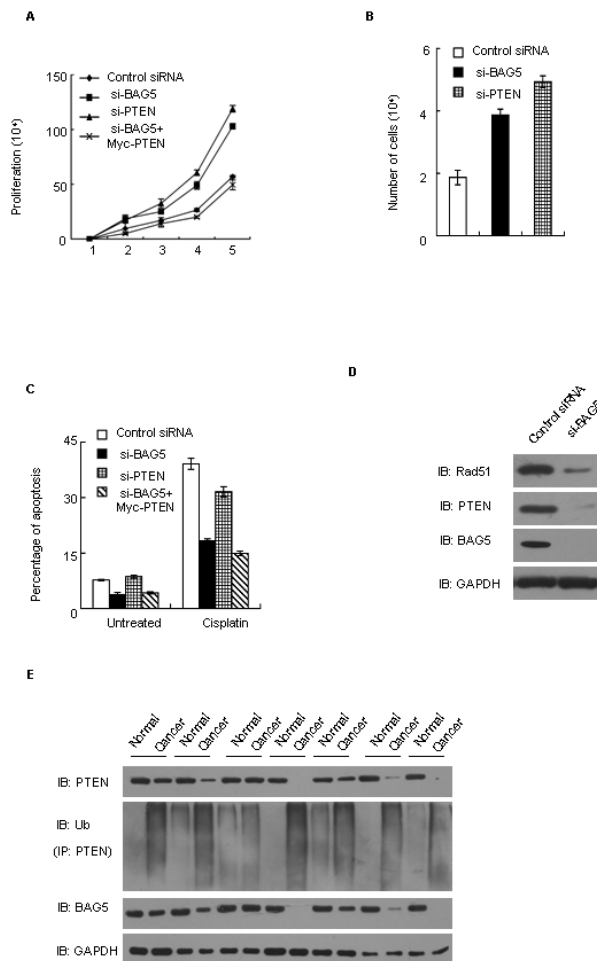 A
Proliferation (10⁴)
150
100
50
0
1 2 3 4 5
Control siRNA
si-BAG5
si-PTEN
si-BAG5+
Myc-PTEN
B
Number of cells (10⁴)
6
4
2
0
Control siRNA
si-BAG5
si-PTEN
C
Percentage of apoptosis
45
30
15
0
Control siRNA
si-BAG5
si-PTEN
si-BAG5+
Myc-PTEN
Untreated Cisplatin
D
Control siRNA si-BAG5
IB: Rad51
IB: PTEN
IB: BAG5
IB: GAPDH
E
Normal Cancer Normal Cancer Normal Cancer Normal Cancer Normal Cancer Normal Cancer Normal Cancer
IB: PTEN
IB: Ub
(IP: PTEN)
IB: BAG5
IB: GAPDH